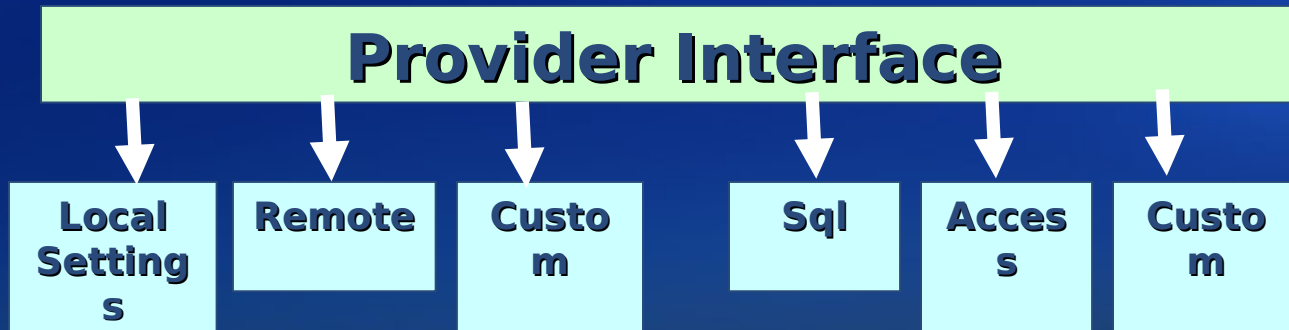 Provider Interface
Local
Setting
s
Remote
Custo
m
Sql
Acces
s
Custo
m